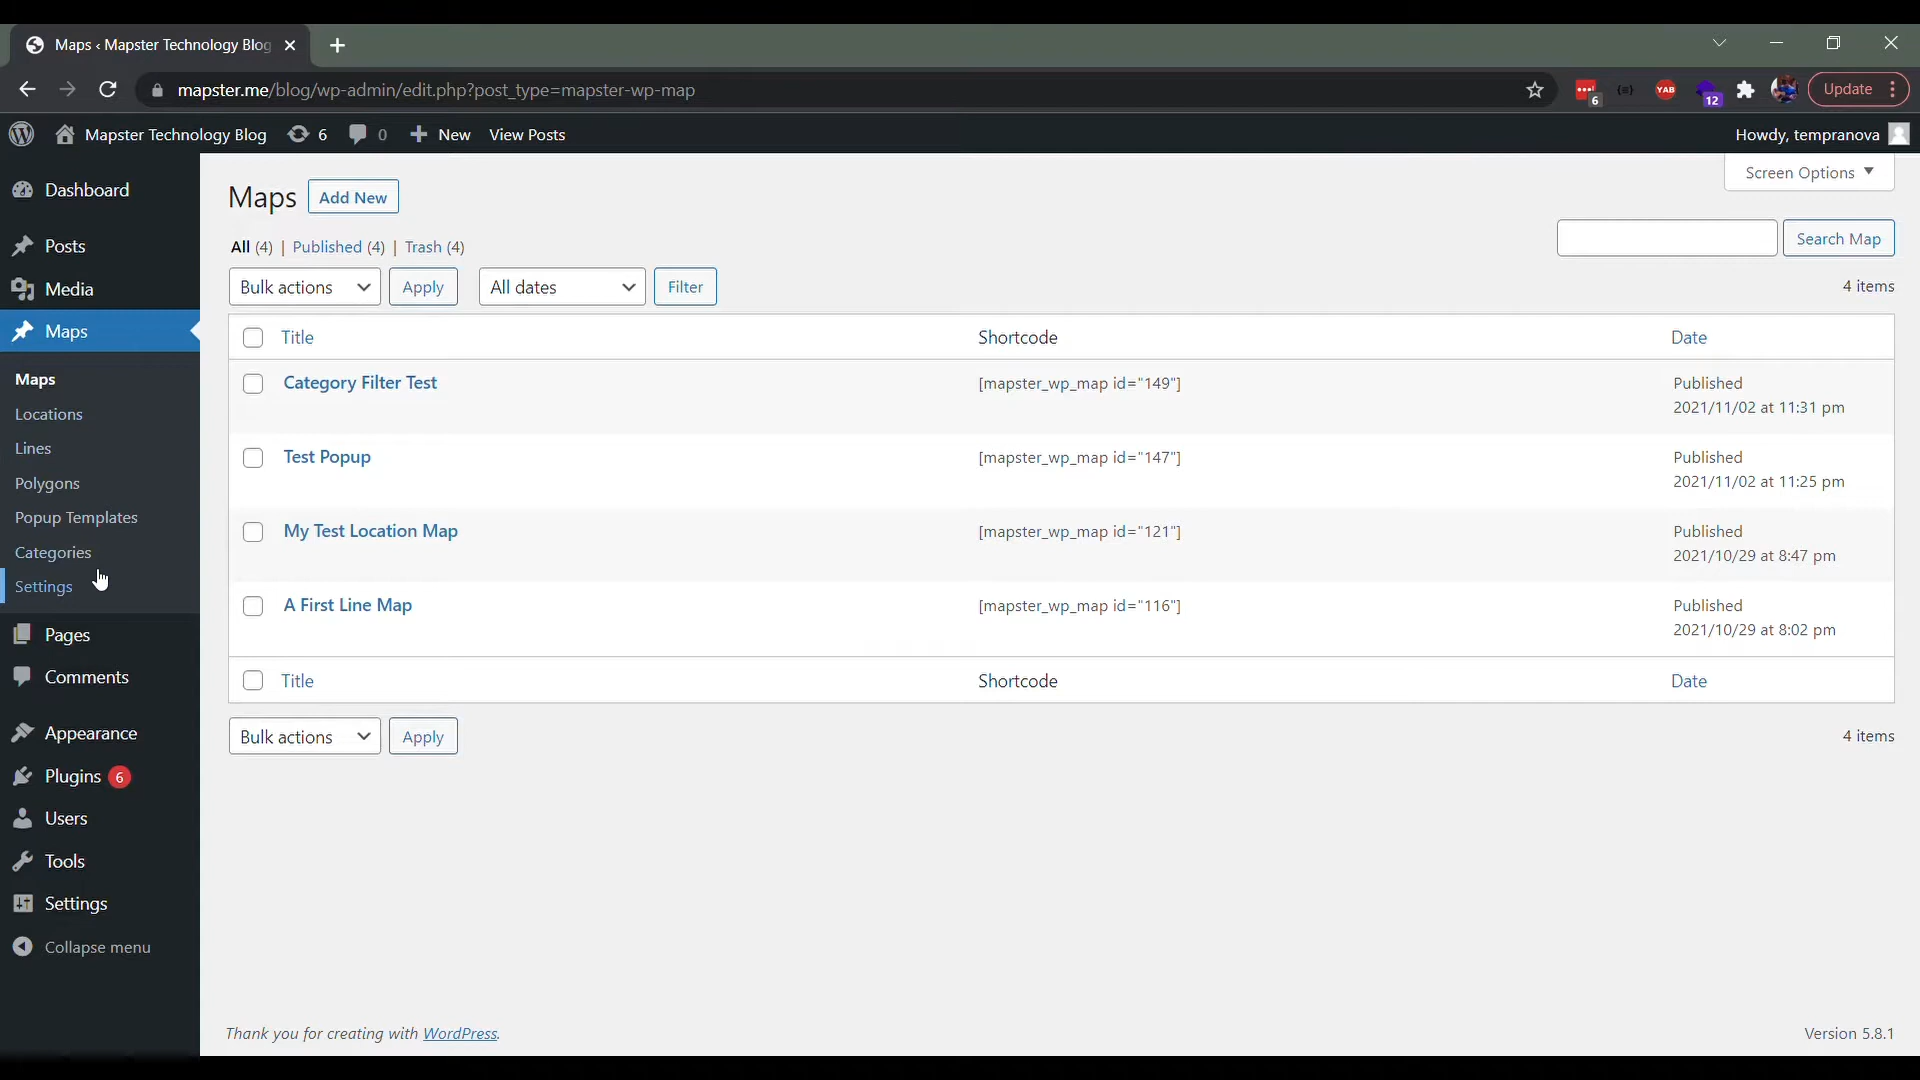 Maps ‹ Mapster Technology Blog
mapster.me/blog/wp-admin/edit.php?post_type=mapster-wp-map
6
YAB
12
Update
Mapster Technology Blog 6 0 New View Posts
Howdy, tempranova
Dashboard
Posts
Media
Maps
Maps
Locations
Lines
Polygons
Popup Templates
Categories
Settings
Pages
Comments
Appearance
Plugins 6
Users
Tools
Settings
Collapse menu
Screen Options
Maps Add New
All (4) | Published (4) | Trash (4)
Search Map
Bulk actions Apply All dates Filter
4 items
Title Shortcode Date
Category Filter Test [mapster_wp_map id="149"] Published
2021/11/02 at 11:31 pm
Test Popup [mapster_wp_map id="147"] Published
2021/11/02 at 11:25 pm
My Test Location Map [mapster_wp_map id="121"] Published
2021/10/29 at 8:47 pm
A First Line Map [mapster_wp_map id="116"] Published
2021/10/29 at 8:02 pm
Title Shortcode Date
Bulk actions Apply
4 items
Thank you for creating with WordPress.
Version 5.8.1